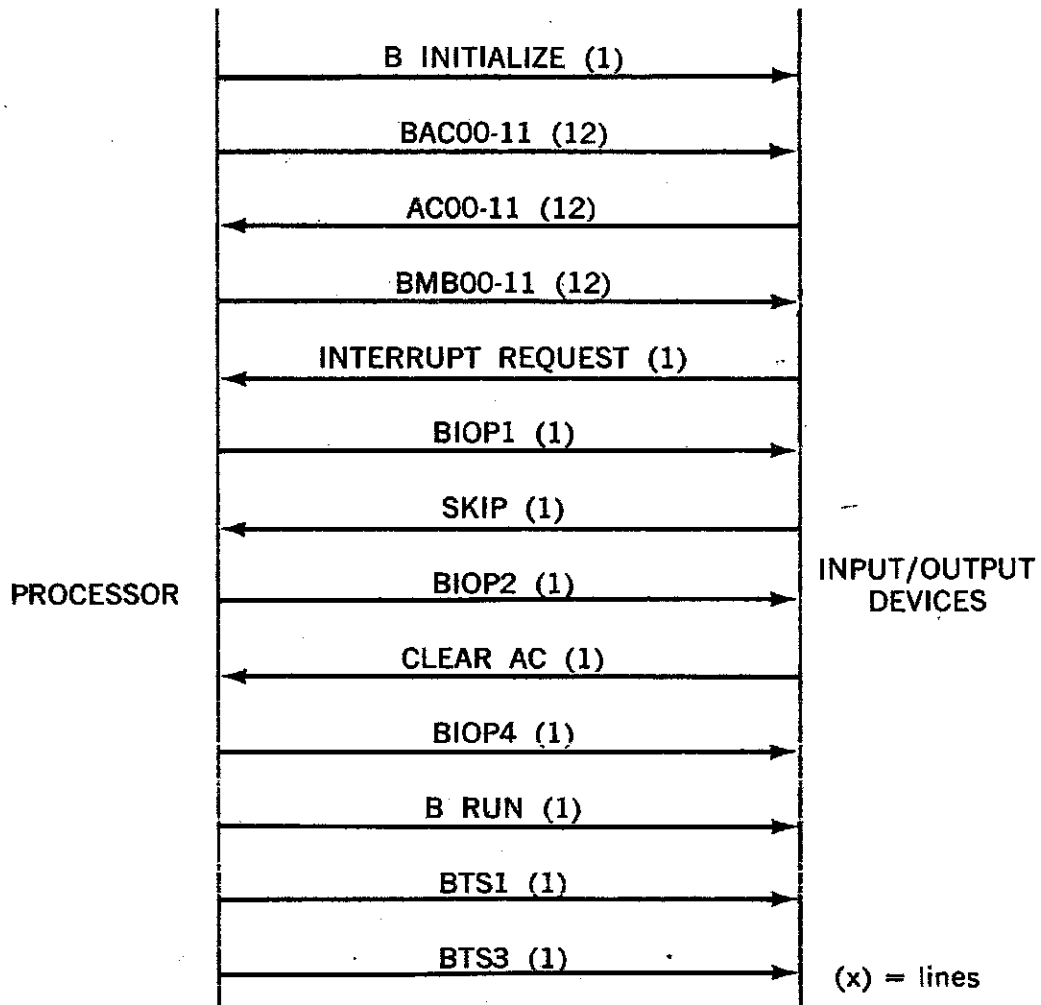 B INITIALIZE (1)
BAC00-11 (12)
AC00-11 (12)
BMB00-11 (12)
INTERRUPT REQUEST (1)
BIOP1 (1)
SKIP (1)
PROCESSOR
BIOP2 (1)
INPUT/OUTPUT
DEVICES
CLEAR AC (1)
BIOP4 (1)
B RUN (1)
BTS1 (1)
BTS3 (1)
(x) = lines